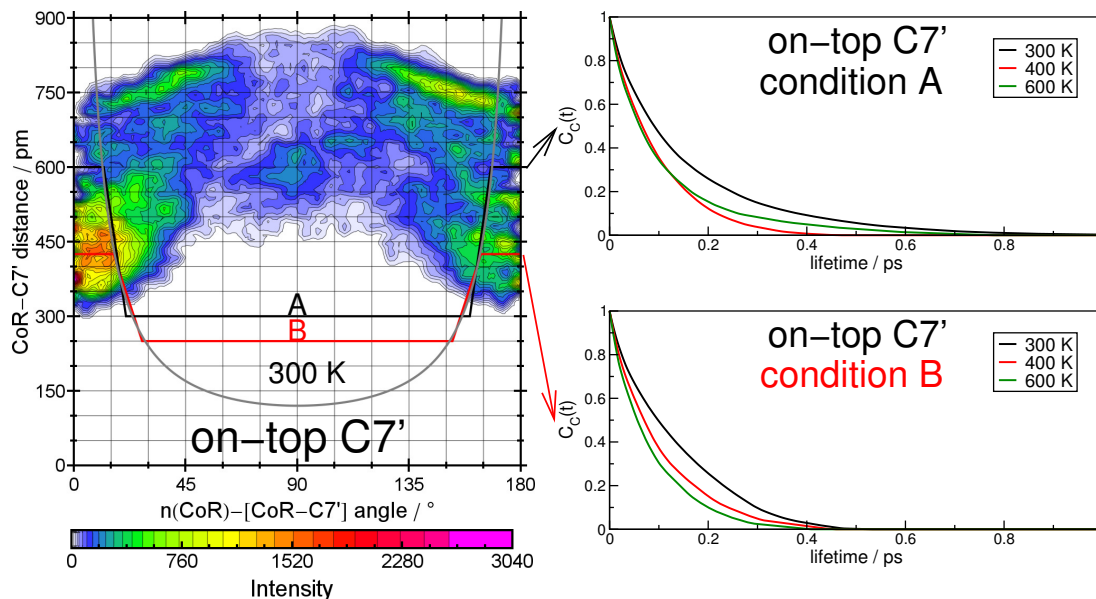 900
750
600
450
300
150
0
CoR−C7' distance / pm
A
B
300 K
on−top C7'
0
45
90
135
180
n(CoR)−[CoR−C7'] angle / °
0
760
1520
2280
3040
Intensity
on−top C7'
condition A
300 K
400 K
600 K
1
0.8
0.6
0.4
0.2
0
C_C(t)
0
0.2
0.4
0.6
0.8
lifetime / ps
on−top C7'
condition B
300 K
400 K
600 K
1
0.8
0.6
0.4
0.2
0
C_C(t)
0
0.2
0.4
0.6
0.8
lifetime / ps